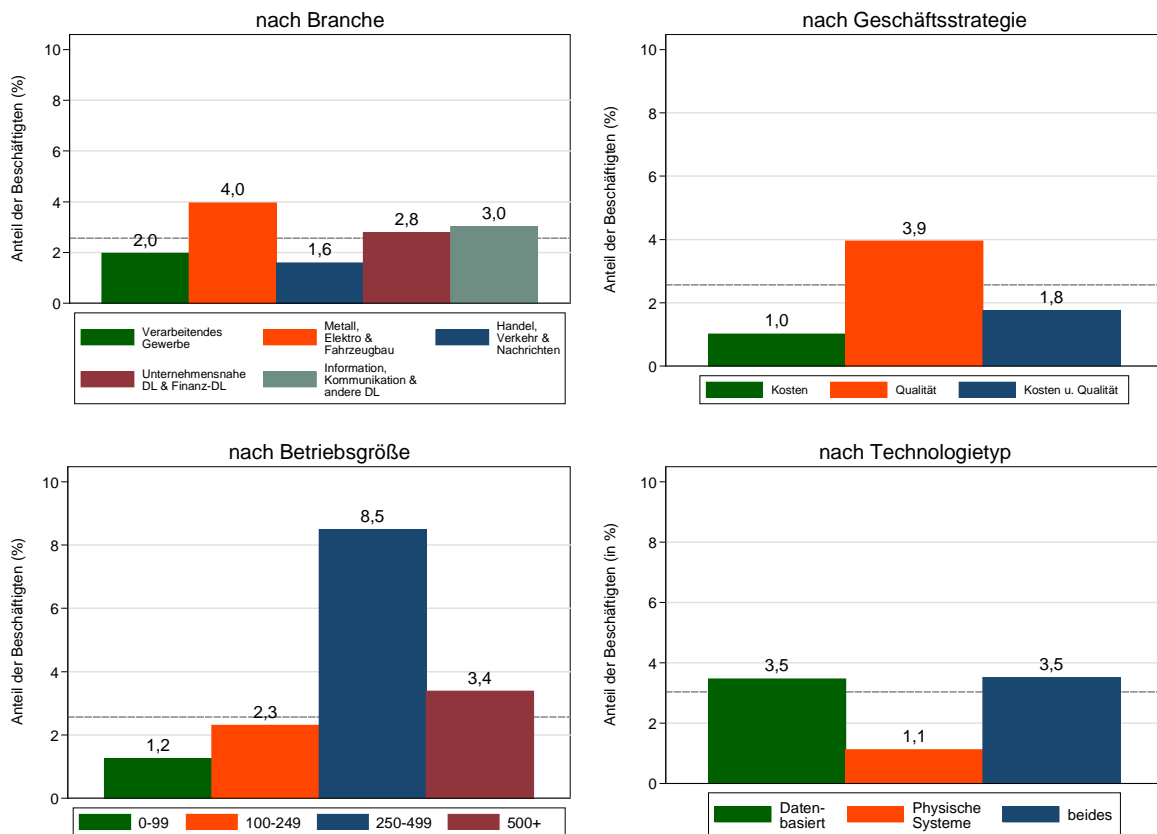 nach Branche
Anteil der Beschäftigten (%)
10
8
6
4
2
0
2,0
4,0
1,6
2,8
3,0
Verarbeitendes
Gewerbe
Metall,
Elektro &
Fahrzeugbau
Handel,
Verkehr &
Nachrichten
Unternehmensnahe
DL & Finanz-DL
Information,
Kommunikation &
andere DL
nach Geschäftsstrategie
Anteil der Beschäftigten (%)
10
8
6
4
2
0
1,0
3,9
1,8
Kosten
Qualität
Kosten u. Qualität
nach Betriebsgröße
Anteil der Beschäftigten (%)
10
8
6
4
2
0
1,2
2,3
8,5
3,4
0-99
100-249
250-499
500+
nach Technologietyp
Anteil der Beschäftigten (in %)
10
8
6
4
2
0
3,5
1,1
3,5
Daten-
basiert
Physische
Systeme
beides